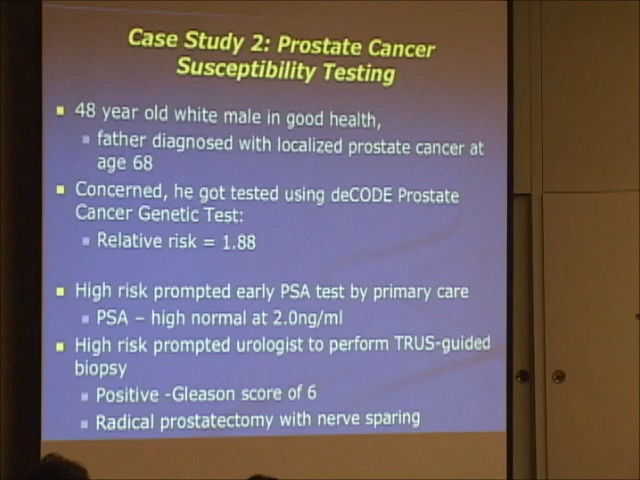 Case Study 2: Prostate Cancer
Susceptibility Testing
48 year old white male in good health,
father diagnosed with localized prostate cancer at
age 68
Concerned, he got tested using deCODE Prostate
Cancer Genetic Test:
Relative risk = 1.88
High risk prompted early PSA test by primary care
PSA – high normal at 2.0ng/ml
High risk prompted urologist to perform TRUS-guided
biopsy
Positive -Gleason score of 6
Radical prostatectomy with nerve sparing